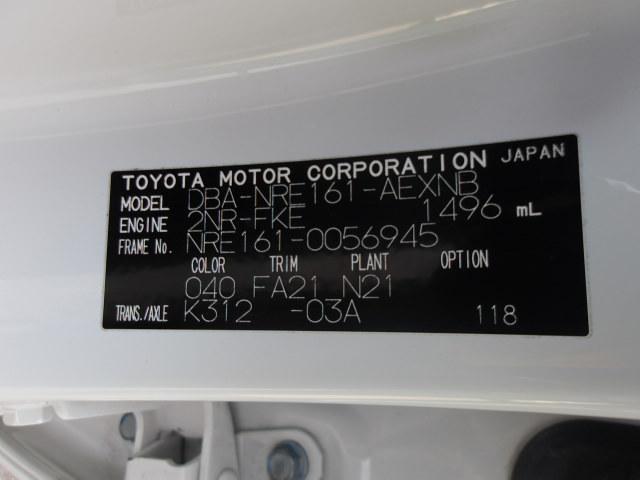 TOYOTA MOTOR CORPORATION JAPAN
MODEL DBA-NRE161-AEXNB
ENGINE 2NR-FKE 1496 mL
FRAME No. NRE161-0056945
COLOR TRIM PLANT OPTION
040 FA21 N21
TRANS./AXLE K312 -03A 118